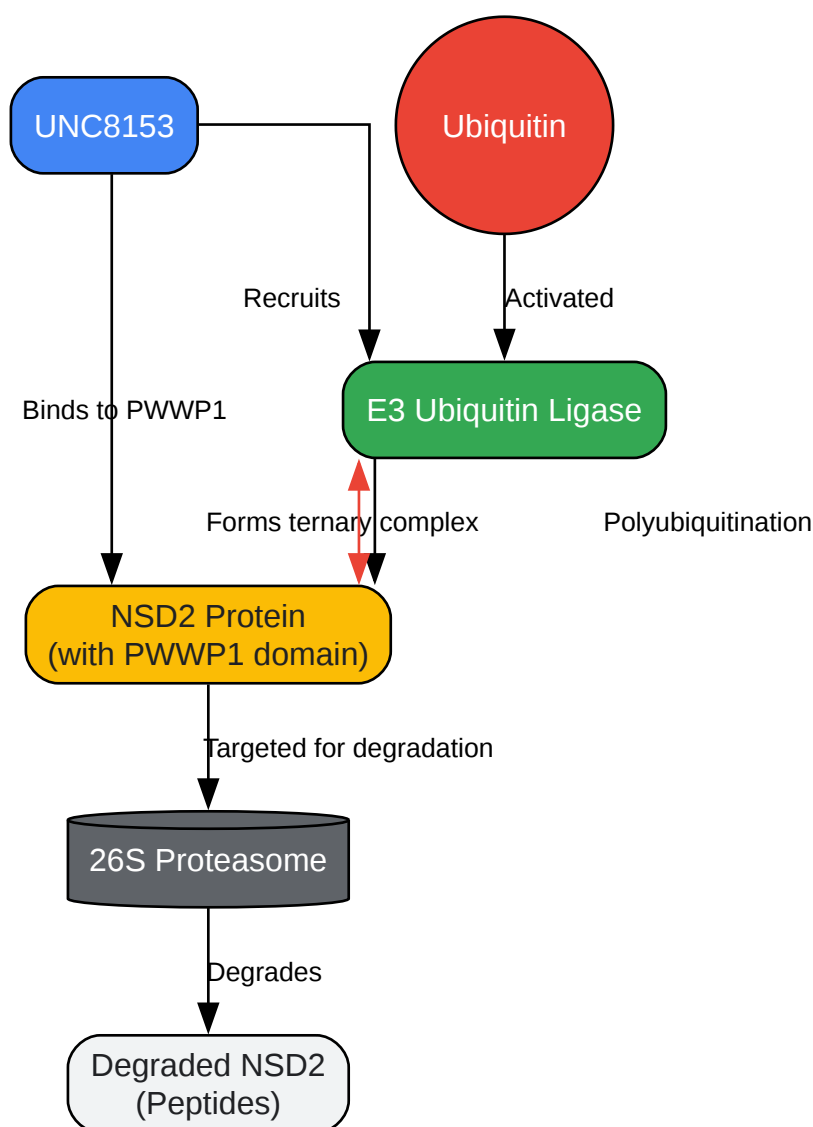 UNC8153
Ubiquitin
Recruits
Activated
Binds to PWWP1
E3 Ubiquitin Ligase
Forms ternary complex
Polyubiquitination
NSD2 Protein
(with PWWP1 domain)
Targeted for degradation
26S Proteasome
Degrades
Degraded NSD2
(Peptides)